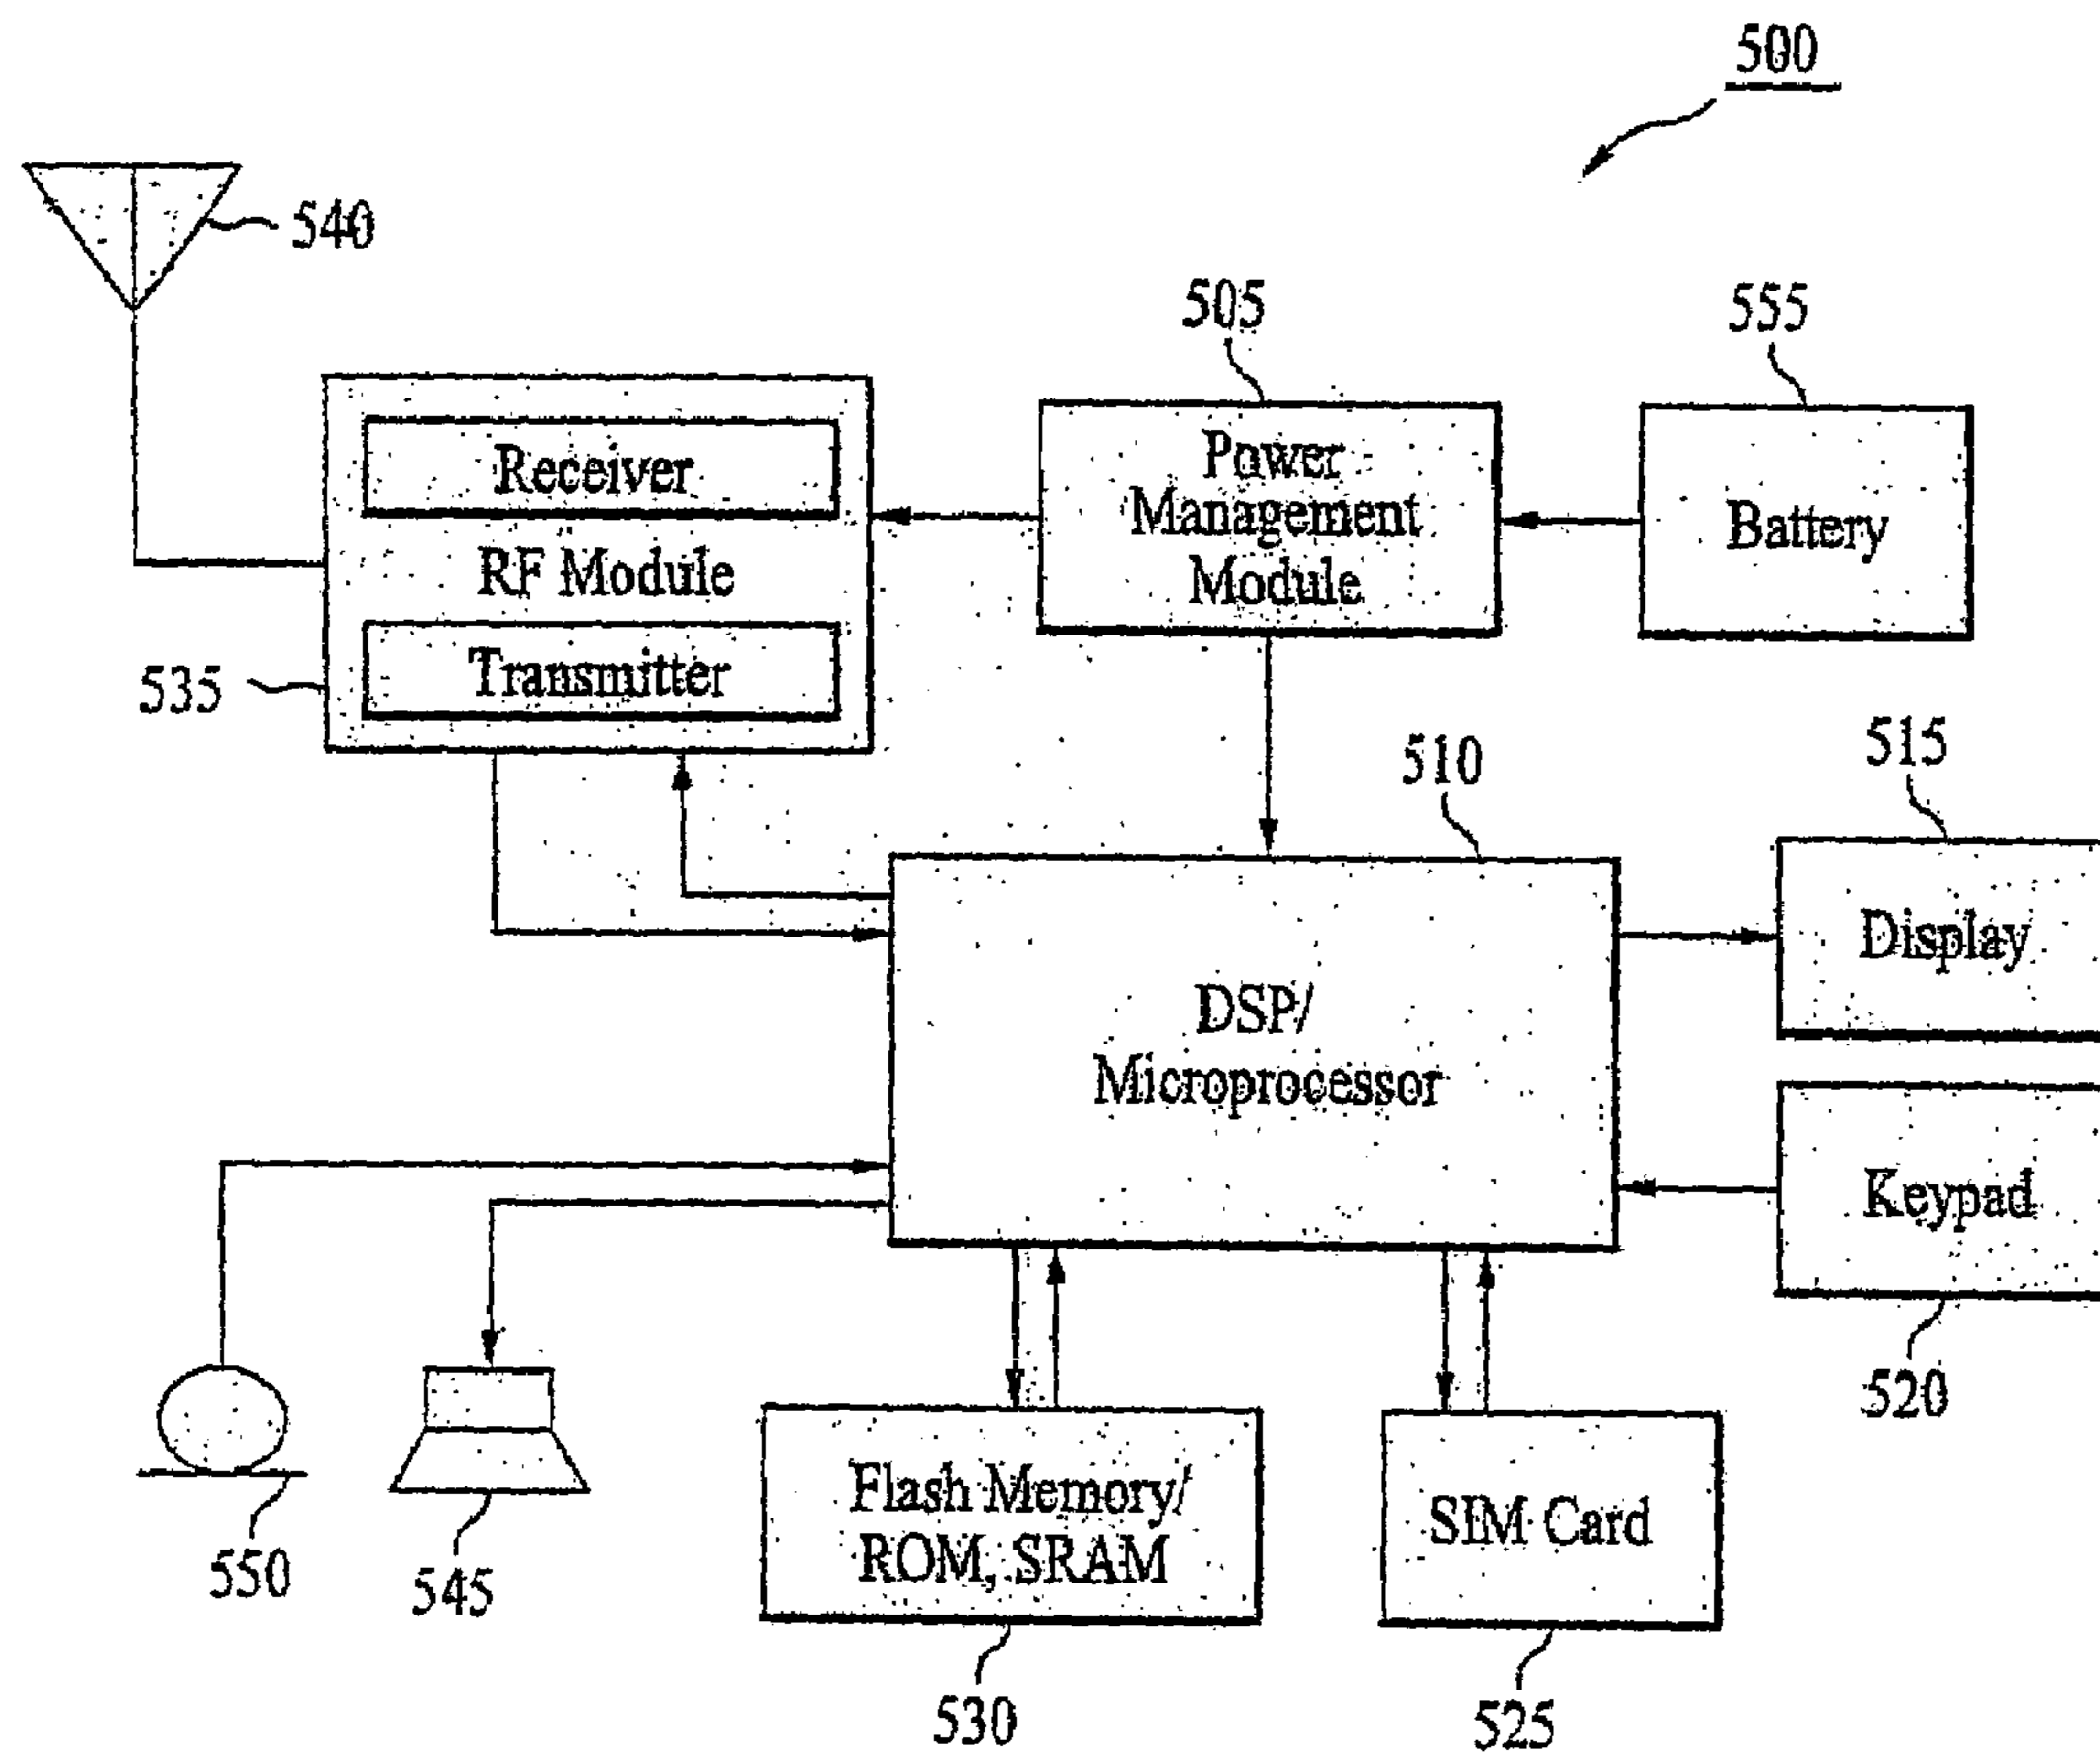 500
540
505
555
Receiver
RF Module
Transmitter
535
Power
Management
Module
Battery
510
515
DSP/
Microprocessor
Display
Keypad
520
550
545
Flash Memory/
ROM, SRAM
SIM Card
530
525